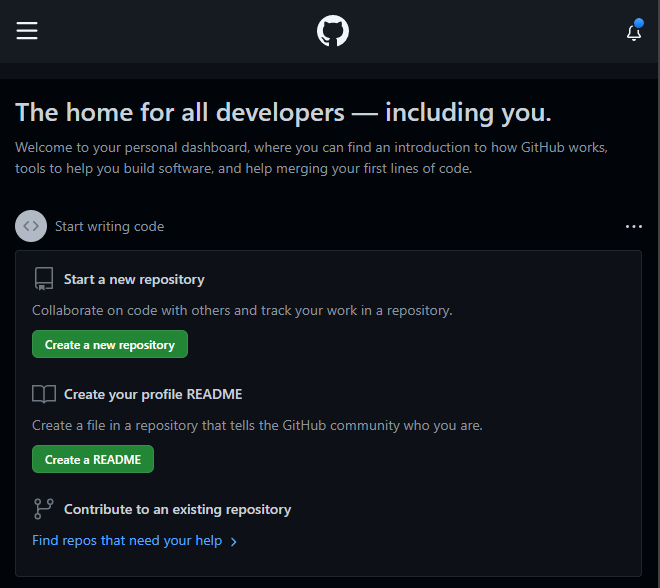 The home for all developers — including you.
Welcome to your personal dashboard, where you can find an introduction to how GitHub works,
tools to help you build software, and help merging your first lines of code.
Start writing code
Start a new repository
Collaborate on code with others and track your work in a repository.
Create a new repository
Create your profile README
Create a file in a repository that tells the GitHub community who you are.
Create a README
Contribute to an existing repository
Find repos that need your help